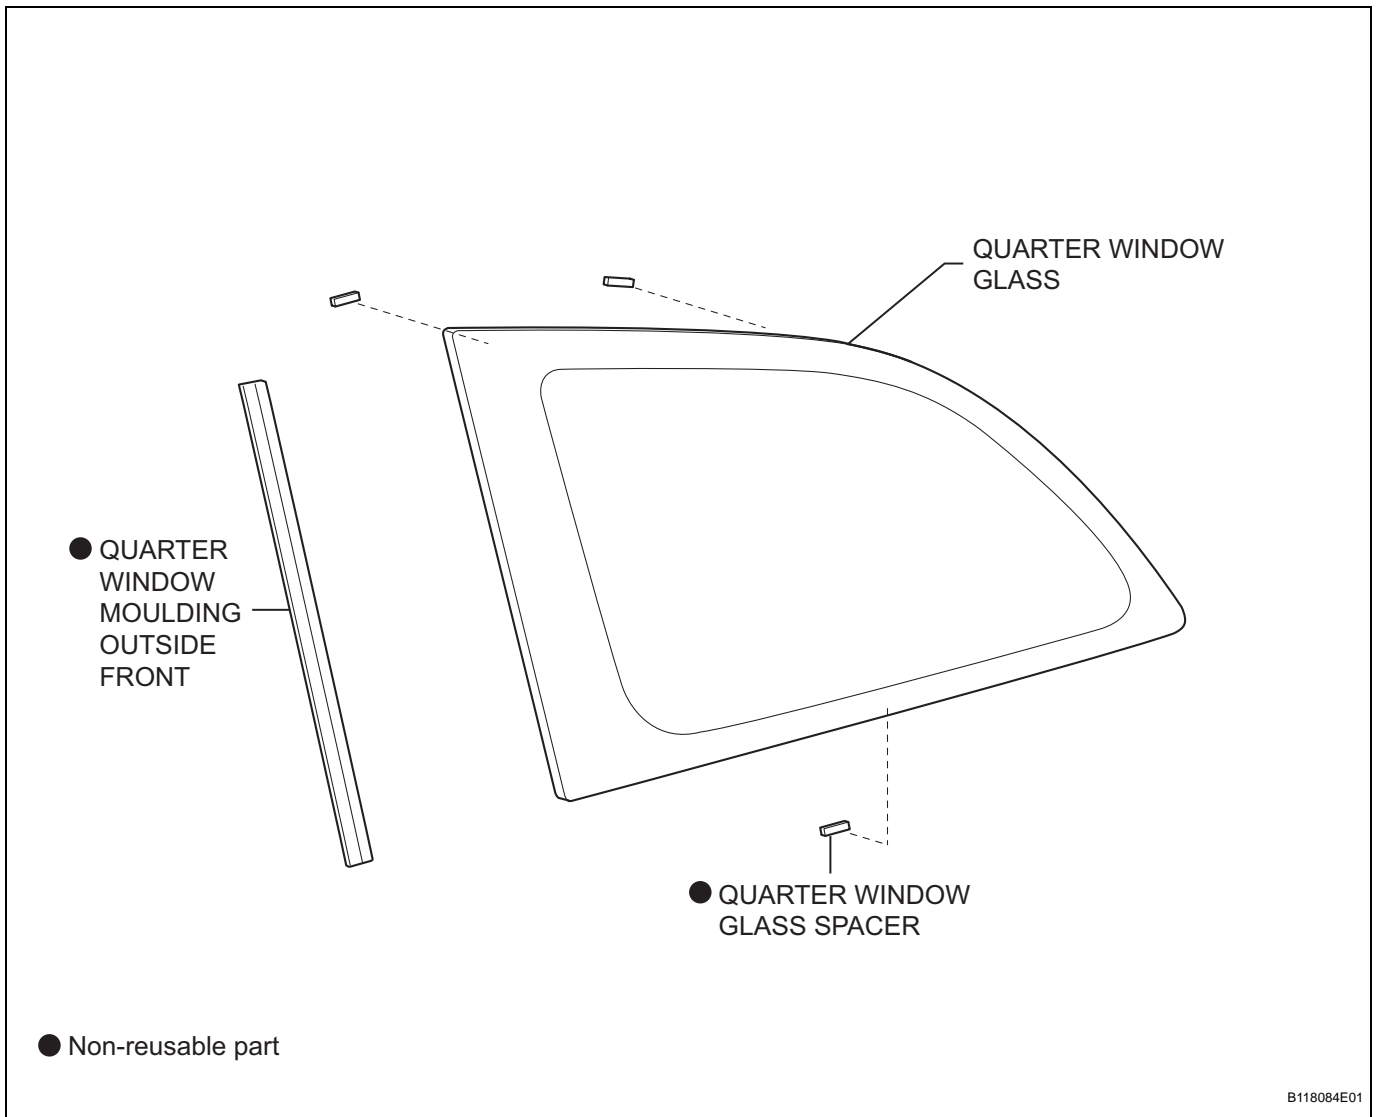 QUARTER WINDOW
GLASS
● QUARTER
WINDOW
MOULDING
OUTSIDE
FRONT
● QUARTER WINDOW
GLASS SPACER
● Non-reusable part
B118084E01